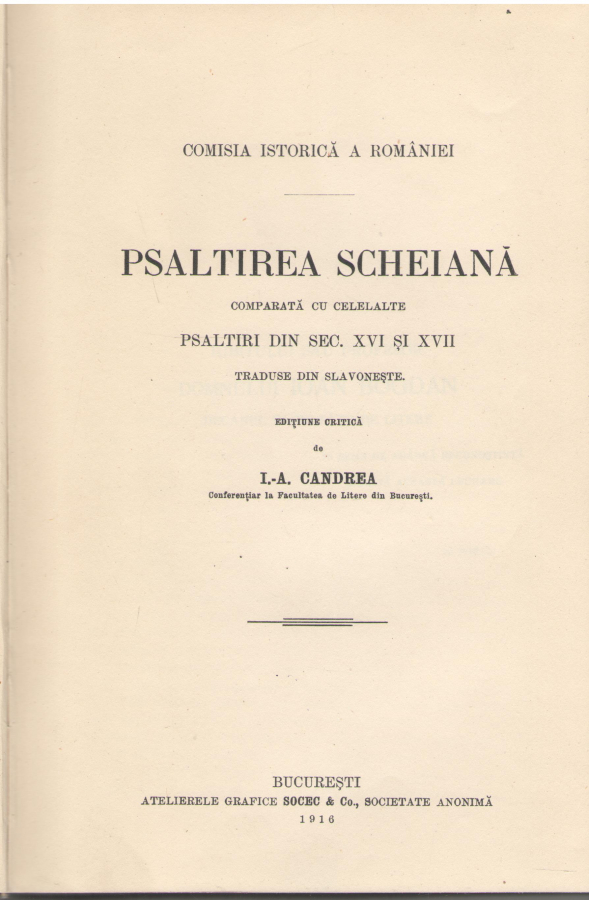 COMISIA ISTORICĂ A ROMÂNIEI
PSALTIREA SCHEIANĂ
COMPARATĂ CU CELELALTE
PSALTIRI DIN SEC. XVI ȘI XVII
TRADUSE DIN SLAVONEȘTE.
EDIȚIUNE CRITICĂ
de
I.-A. CANDREA
Conferențiar la Facultatea de Litere din București.
BUCUREȘTI
ATELIERELE GRAFICE SOCEC & Co., SOCIETATE ANONIMĂ
1916